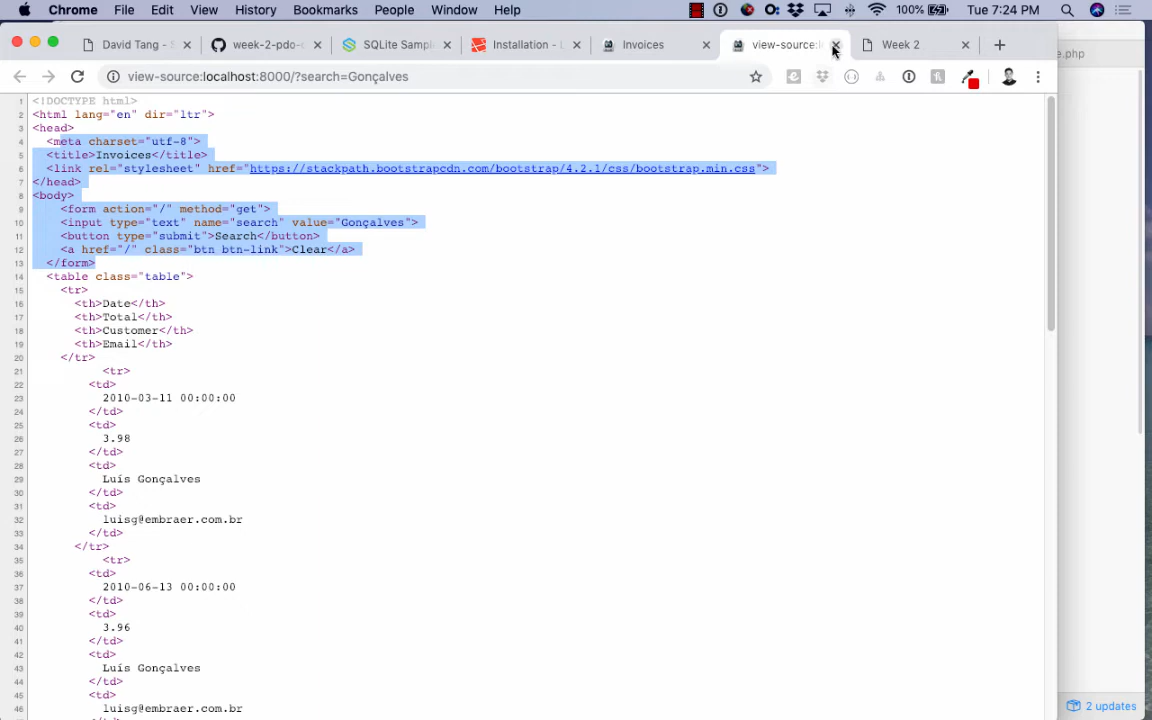 Chrome File Edit View History Bookmarks People Window Help 100% Tue 7:24 PM
David Tang - S
week-2-pdo-c
SQLite Sampl
Installation - L
Invoices
view-source:l
Week 2
e.php
view-source:localhost:8000/?search=Gonçalves
1 <!DOCTYPE html>
2 <html lang="en" dir="ltr">
3 <head>
4 <meta charset="utf-8">
5 <title>Invoices</title>
6 <link rel="stylesheet" href="https://stackpath.bootstrapcdn.com/bootstrap/4.2.1/css/bootstrap.min.css">
7 </head>
8 <body>
9 <form action="/" method="get">
10 <input type="text" name="search" value="Gonçalves">
11 <button type="submit">Search</button>
12 <a href="/" class="btn btn-link">Clear</a>
13 </form>
14 <table class="table">
15 <tr>
16 <th>Date</th>
17 <th>Total</th>
18 <th>Customer</th>
19 <th>Email</th>
20 </tr>
21 <tr>
22 <td>
23 2010-03-11 00:00:00
24 </td>
25 <td>
26 3.98
27 </td>
28 <td>
29 Luís Gonçalves
30 </td>
31 <td>
32 luisg@embraer.com.br
33 </td>
34 </tr>
35 <tr>
36 <td>
37 2010-06-13 00:00:00
38 </td>
39 <td>
40 3.96
41 </td>
42 <td>
43 Luís Gonçalves
44 </td>
45 <td>
46 luisg@embraer.com.br
2 updates